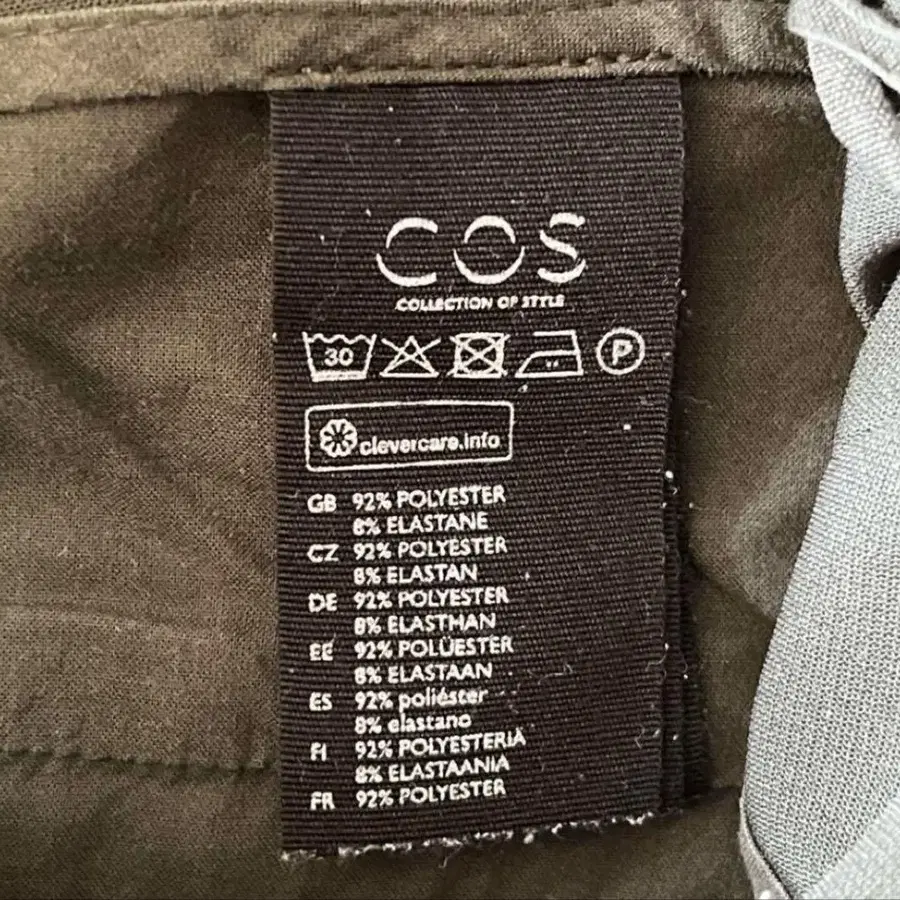 COS
COLLECTION OF STYLE
30 P
clevercare.info
GB 92% POLYESTER
8% ELASTANE
CZ 92% POLYESTER
8% ELASTAN
DE 92% POLYESTER
8% ELASTHAN
EE 92% POLÜESTER
8% ELASTAAN
ES 92% poliéster
8% elastano
FI 92% POLYESTERIA
8% ELASTAANIA
FR 92% POLYESTER